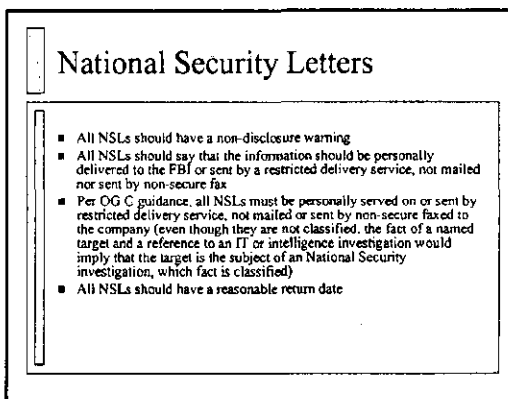 National Security Letters
■ All NSLs should have a non-disclosure warning
■ All NSLs should say that the information should be personally
delivered to the FBI or sent by a restricted delivery service, not mailed
nor sent by non-secure fax
■ Per OG C guidance, all NSLs must be personally served on or sent by
restricted delivery service, not mailed or sent by non-secure faxed to
the company (even though they are not classified, the fact of a named
target and a reference to an IT or intelligence investigation would
imply that the target is the subject of an National Security
investigation, which fact is classified)
■ All NSLs should have a reasonable return date